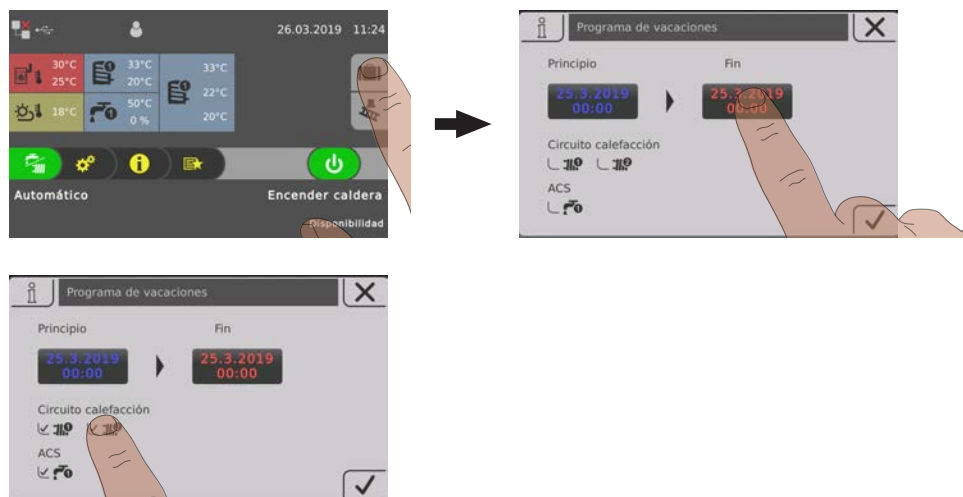 26.03.2019 11:24
30°C
25°C
33°C
20°C
33°C
22°C
20°C
18°C
50°C
0 %
Automático
Encender caldera
Disponibilidad
Programa de vacaciones
Principio
Fin
25.3.2019
00:00
25.3.2019
00:00
Circuito calefacción
ACS
Programa de vacaciones
Principio
Fin
25.3.2019
00:00
25.3.2019
00:00
Circuito calefacción
ACS